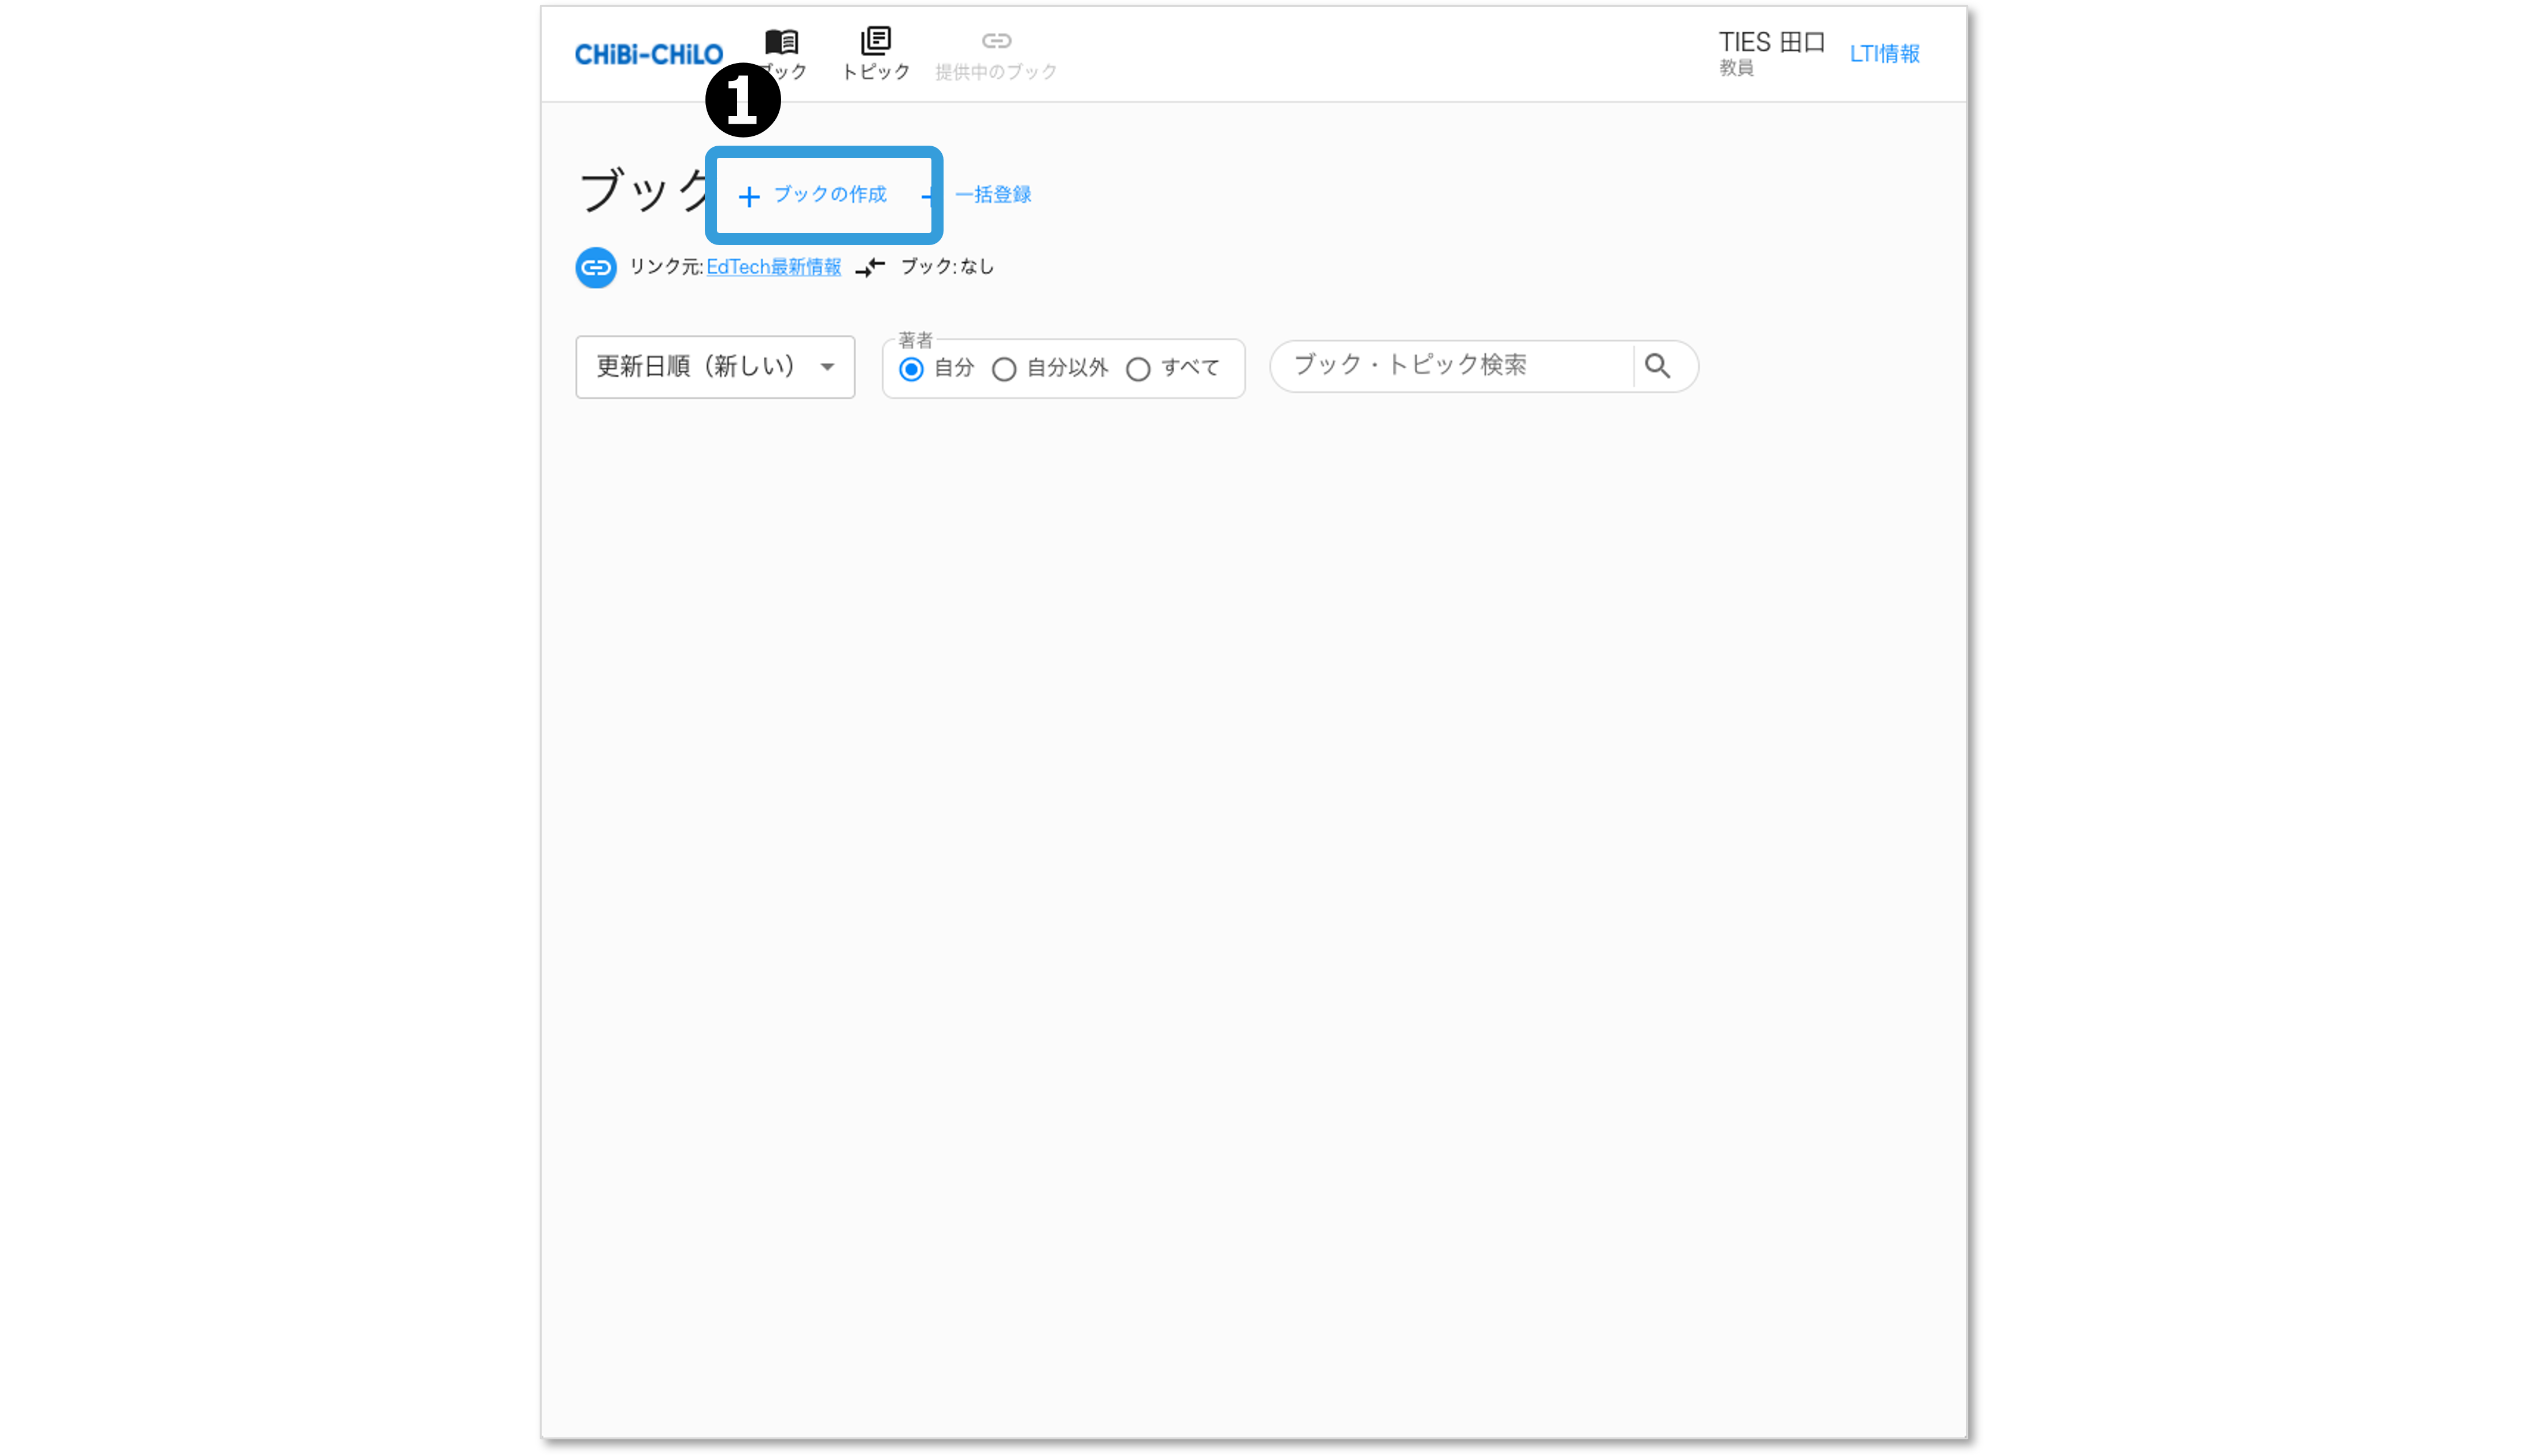 CHiBi-CHiLO ブック トピック 提供中のブック TIES 田口 LTI情報
教員
1
ブック + ブックの作成 + 一括登録
リンク元: EdTech最新情報 ブック: なし
著者
更新日順（新しい） 自分 自分以外 すべて ブック・トピック検索